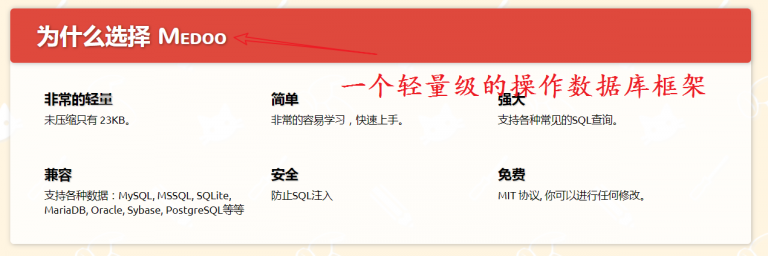 为什么选择 MEDOO
一个轻量级的操作数据库框架
非常的轻量
未压缩只有 23KB。
简单
非常的容易学习，快速上手。
强大
支持各种常见的SQL查询。
兼容
支持各种数据：MySQL, MSSQL, SQLite,
MariaDB, Oracle, Sybase, PostgreSQL等等
安全
防止SQL注入
免费
MIT 协议, 你可以进行任何修改。